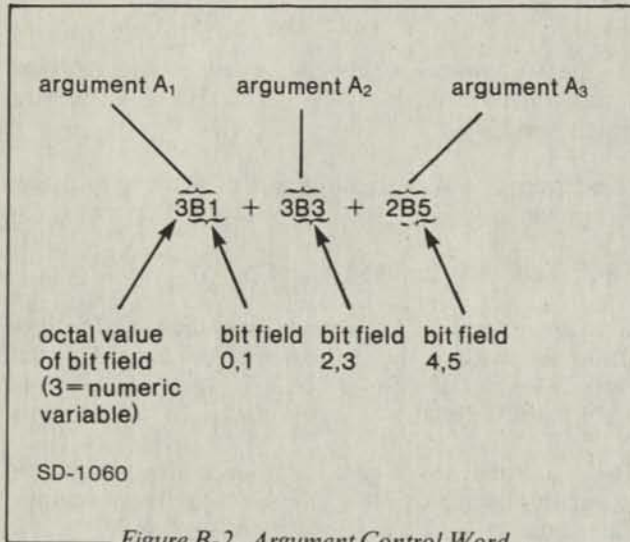 argument A₁ argument A₂ argument A₃
3B1 + 3B3 + 2B5
octal value bit field bit field bit field
of bit field 0,1 2,3 4,5
(3=numeric
variable)
SD-1060
Figure B-2. Argument Control Word